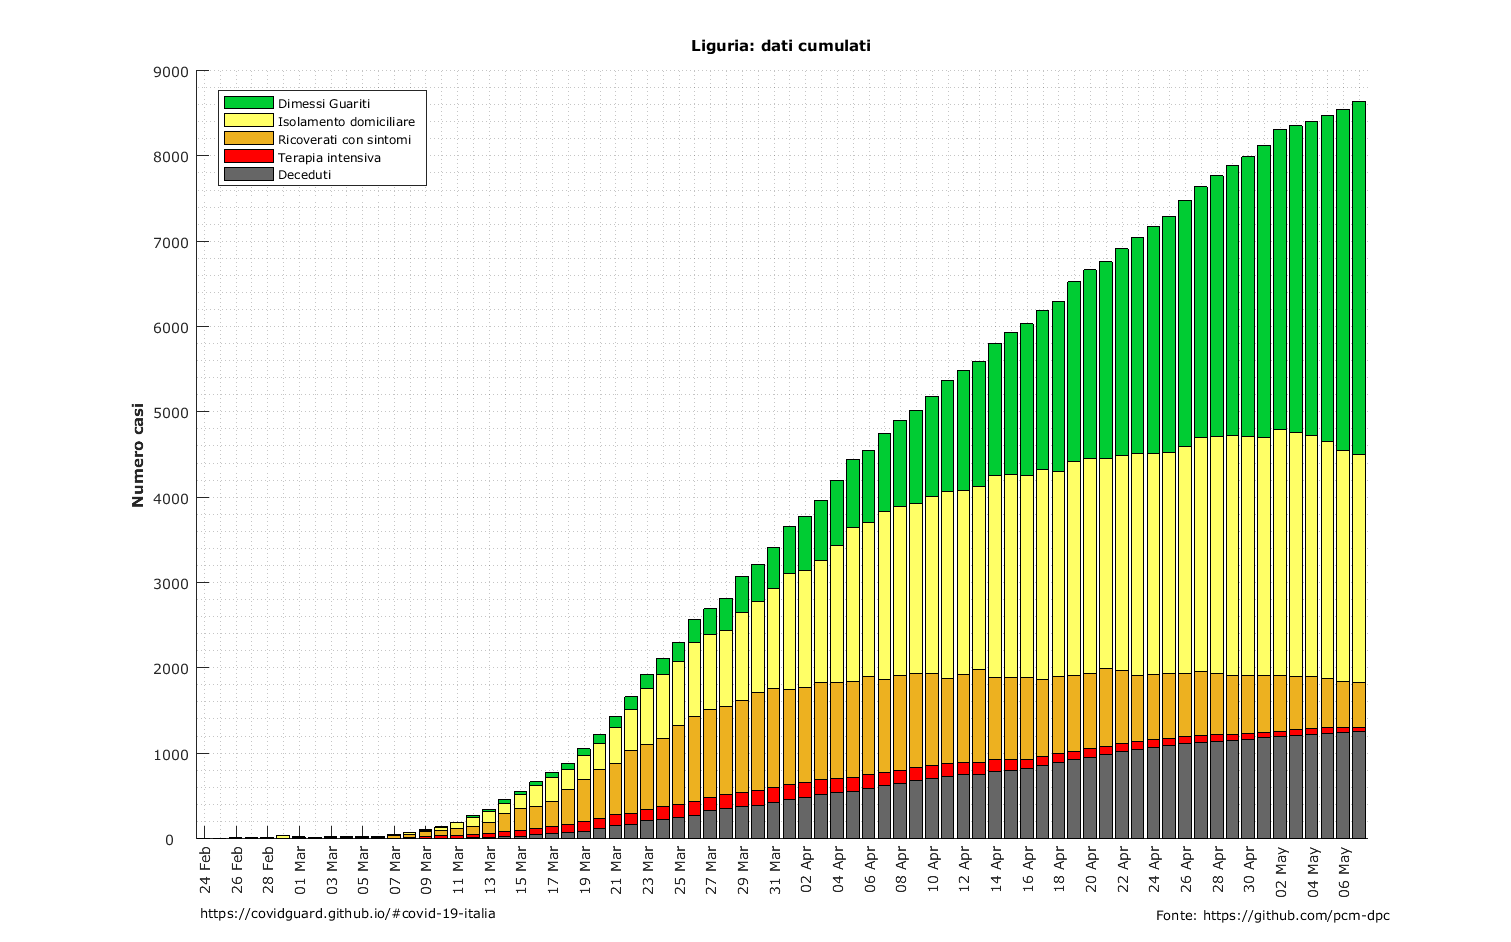 Liguria: dati cumulati
9000
8000
7000
6000
5000
4000
3000
2000
1000
0
Numero casi
Dimessi Guariti
Isolamento domiciliare
Ricoverati con sintomi
Terapia intensiva
Deceduti
24 Feb
26 Feb
28 Feb
01 Mar
03 Mar
05 Mar
07 Mar
09 Mar
11 Mar
13 Mar
15 Mar
17 Mar
19 Mar
21 Mar
23 Mar
25 Mar
27 Mar
29 Mar
31 Mar
02 Apr
04 Apr
06 Apr
08 Apr
10 Apr
12 Apr
14 Apr
16 Apr
18 Apr
20 Apr
22 Apr
24 Apr
26 Apr
28 Apr
30 Apr
02 May
04 May
06 May
https://covidguard.github.io/#covid-19-italia
Fonte: https://github.com/pcm-dpc